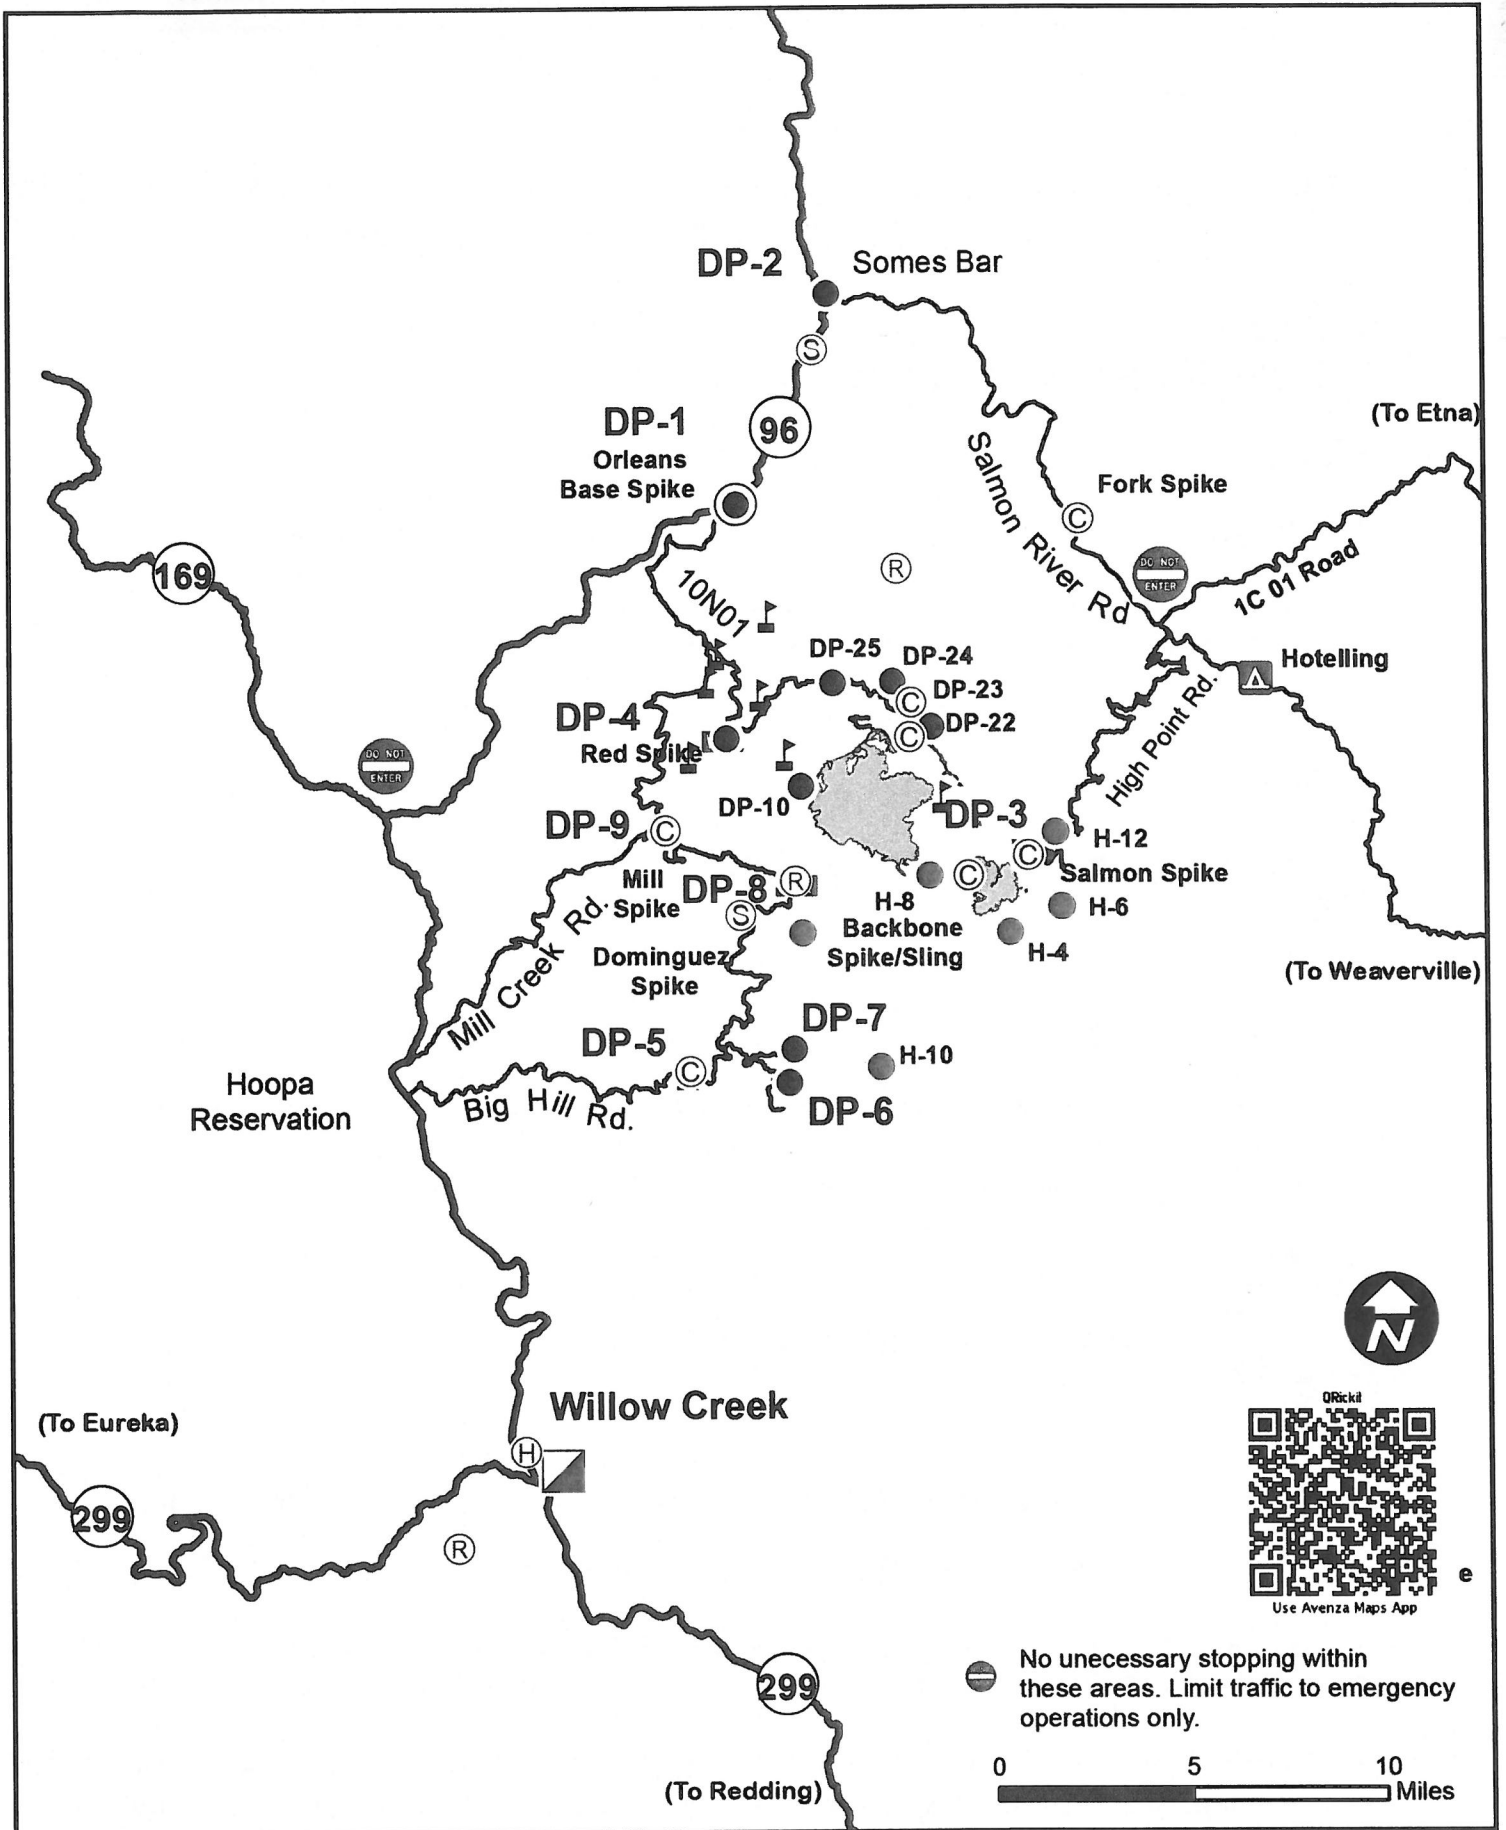 DP-2
Somes Bar
S
DP-1
Orleans
Base Spike
96
(To Etna)
Salmon River Rd
Fork Spike
C
DO NOT
ENTER
1C 01 Road
169
R
10N01
Hotelling
DP-25
DP-24
C
DP-23
DP-22
C
High Point Rd.
DP-4
Red Spike
DO NOT
ENTER
DP-10
DP-3
DP-9
C
H-12
C
Salmon Spike
Mill
Spike
DP-8
R
C
H-8
H-6
S
Backbone
Spike/Sling
H-4
Dominguez
Spike
(To Weaverville)
Mill Creek Rd.
DP-7
DP-5
C
H-10
DP-6
Hoopa
Reservation
Big Hill Rd.
N
Willow Creek
(To Eureka)
H
299
R
QRickit
Use Avenza Maps App
e
No unecessary stopping within
these areas. Limit traffic to emergency
operations only.
299
0 5 10
Miles
(To Redding)